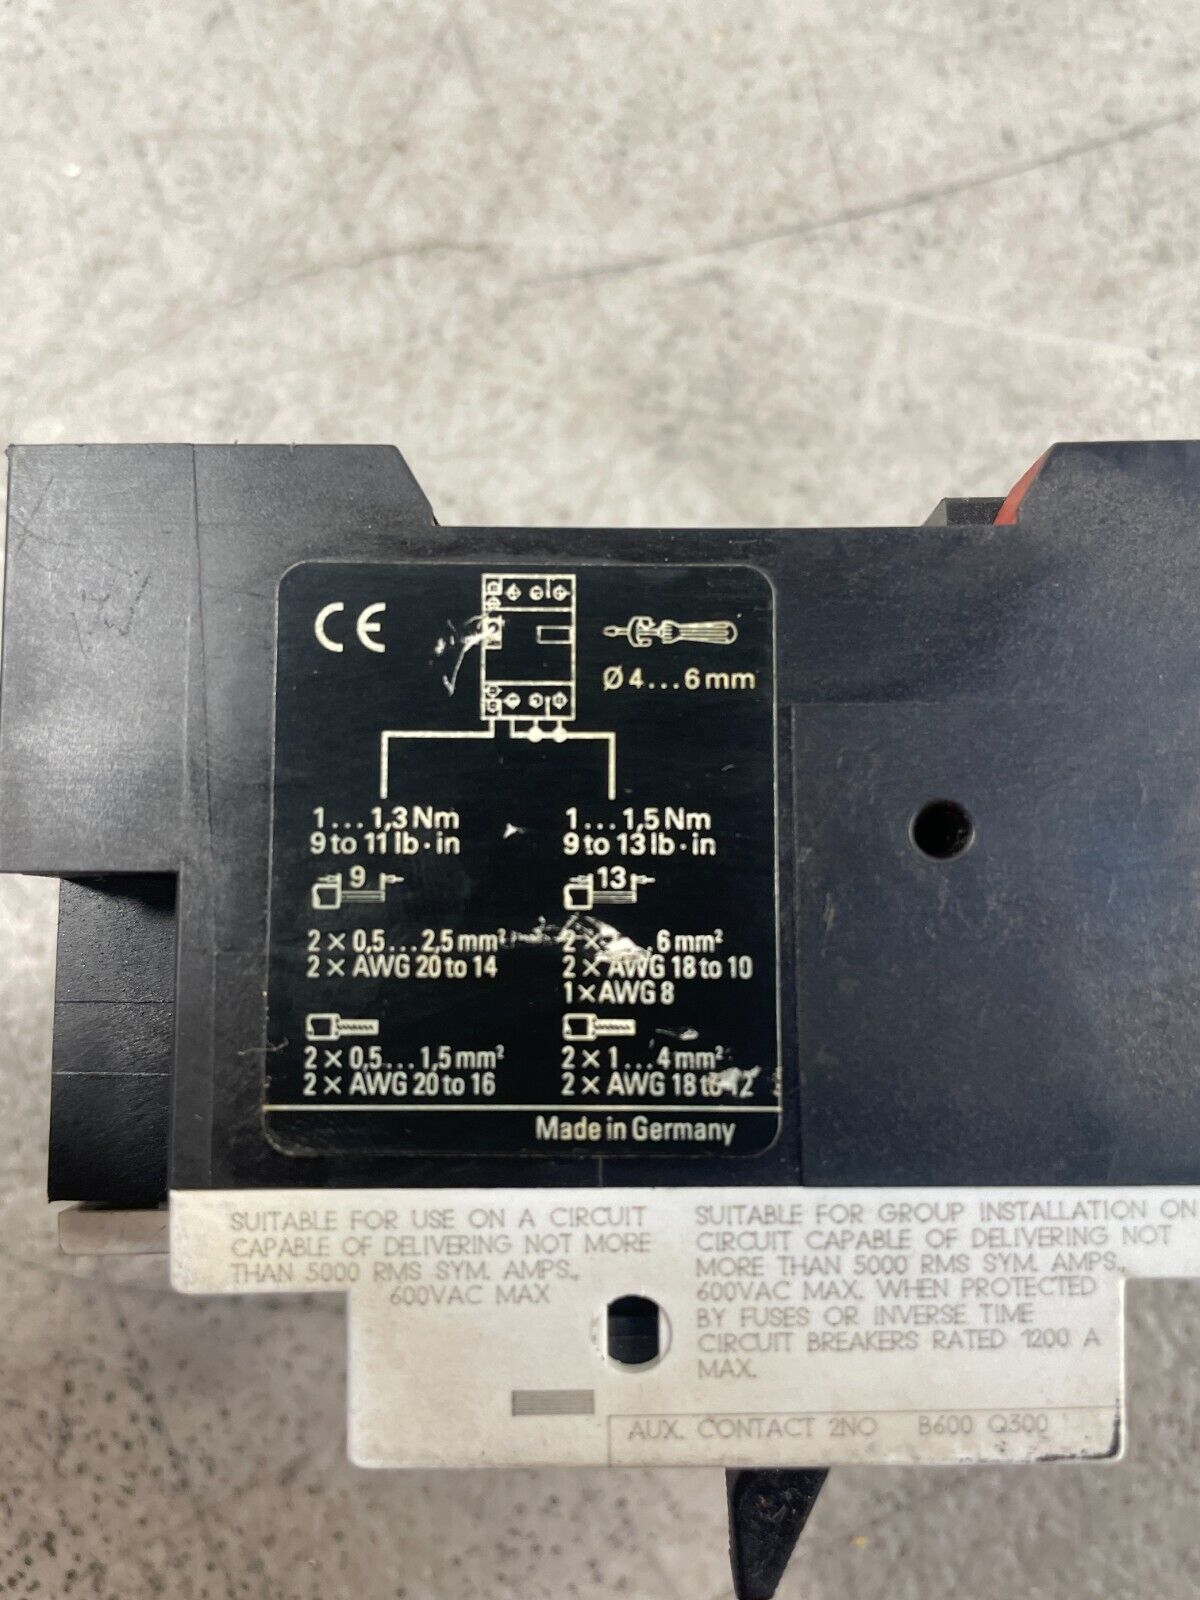 CE
Ø 4...6 mm
1...1,3 Nm
9 to 11 lb·in
9
2 × 0,5...2,5 mm²
2 × AWG 20 to 14
2 × 0,5...1,5 mm²
2 × AWG 20 to 16
1...1,5 Nm
9 to 13 lb·in
13
2 × ...6 mm²
2 × AWG 18 to 10
1 × AWG 8
2 × 1...4 mm²
2 × AWG 18 to 12
Made in Germany
SUITABLE FOR USE ON A CIRCUIT
CAPABLE OF DELIVERING NOT MORE
THAN 5000 RMS SYM. AMPS.,
600VAC MAX
SUITABLE FOR GROUP INSTALLATION ON
CIRCUIT CAPABLE OF DELIVERING NOT
MORE THAN 5000 RMS SYM. AMPS.,
600VAC MAX. WHEN PROTECTED
BY FUSES OR INVERSE TIME
CIRCUIT BREAKERS RATED 1200 A
MAX.
AUX. CONTACT 2NO B600 Q300